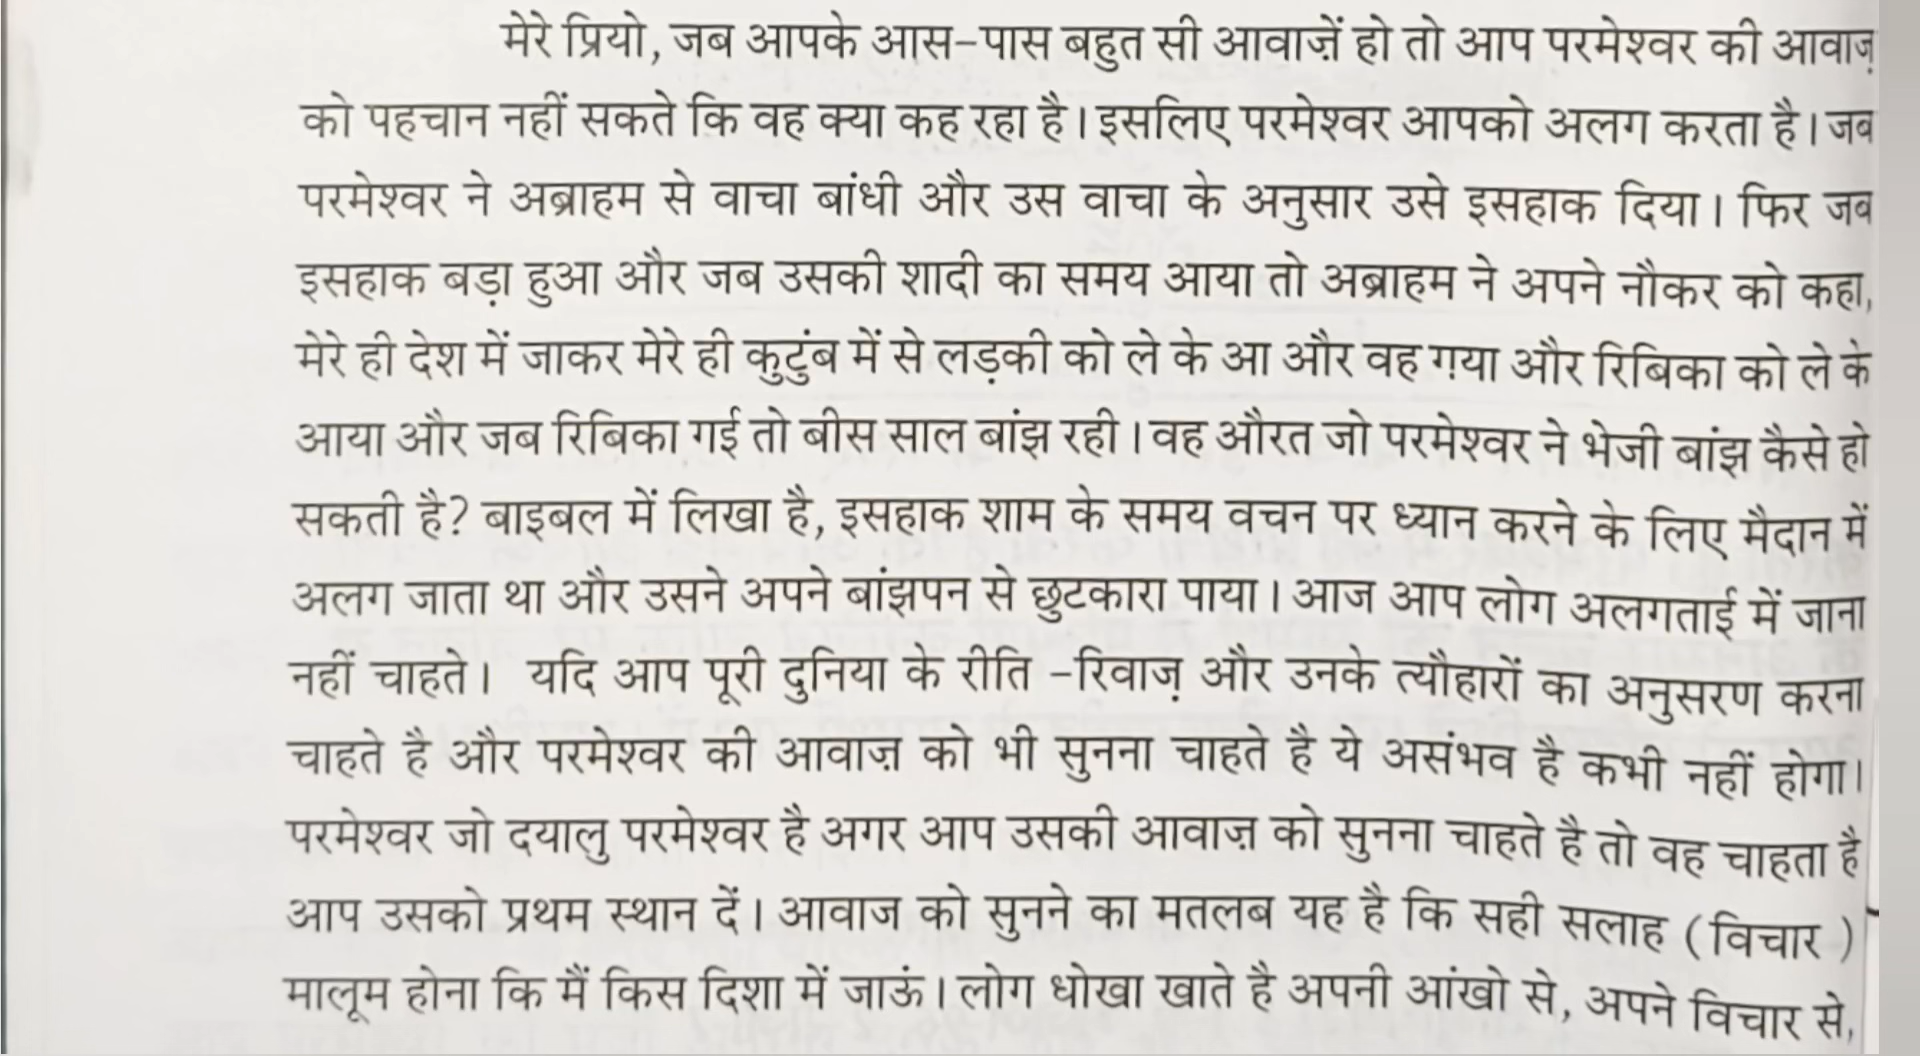 मेरे प्रियो, जब आपके आस-पास बहुत सी आवाज़ें हो तो आप परमेश्वर की आवाज़
को पहचान नहीं सकते कि वह क्या कह रहा है। इसलिए परमेश्वर आपको अलग करता है। जब
परमेश्वर ने अब्राहम से वाचा बांधी और उस वाचा के अनुसार उसे इसहाक दिया। फिर जब
इसहाक बड़ा हुआ और जब उसकी शादी का समय आया तो अब्राहम ने अपने नौकर को कहा,
मेरे ही देश में जाकर मेरे ही कुटुंब में से लड़की को ले के आ और वह गय़ा और रिबिका को ले के
आया और जब रिबिका गई तो बीस साल बांझ रही। वह औरत जो परमेश्वर ने भेजी बांझ कैसे हो
सकती है? बाइबल में लिखा है, इसहाक शाम के समय वचन पर ध्यान करने के लिए मैदान में
अलग जाता था और उसने अपने बांझपन से छुटकारा पाया। आज आप लोग अलगताई में जाना
नहीं चाहते। यदि आप पूरी दुनिया के रीति -रिवाज़ और उनके त्यौहारों का अनुसरण करना
चाहते है और परमेश्वर की आवाज़ को भी सुनना चाहते है ये असंभव है कभी नहीं होगा।
परमेश्वर जो दयालु परमेश्वर है अगर आप उसकी आवाज़ को सुनना चाहते है तो वह चाहता है
आप उसको प्रथम स्थान दें। आवाज को सुनने का मतलब यह है कि सही सलाह (विचार )
मालूम होना कि मैं किस दिशा में जाऊं। लोग धोखा खाते है अपनी आंखो से, अपने विचार से,